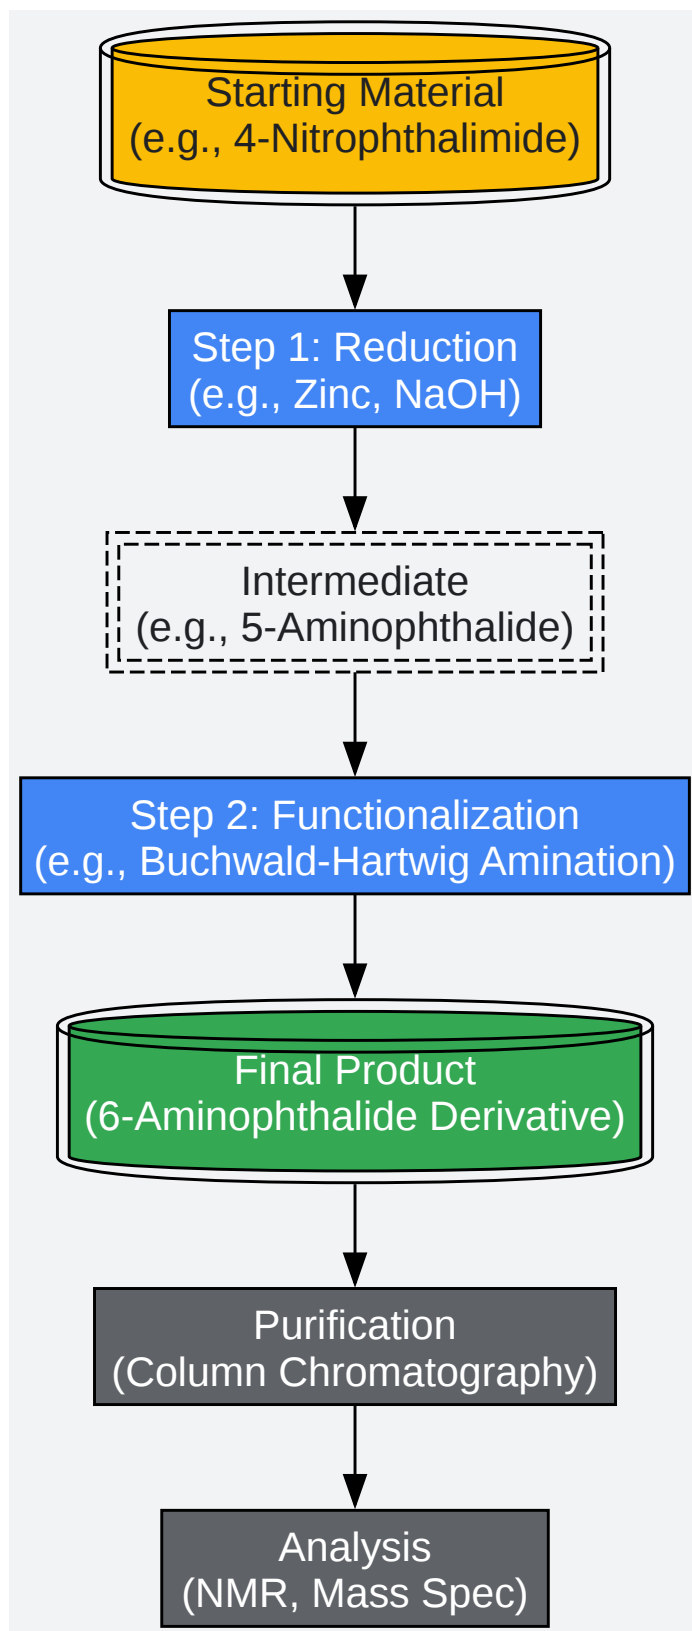 Starting Material
(e.g., 4-Nitrophthalimide)
Step 1: Reduction
(e.g., Zinc, NaOH)
Intermediate
(e.g., 5-Aminophthalide)
Step 2: Functionalization
(e.g., Buchwald-Hartwig Amination)
Final Product
(6-Aminophthalide Derivative)
Purification
(Column Chromatography)
Analysis
(NMR, Mass Spec)